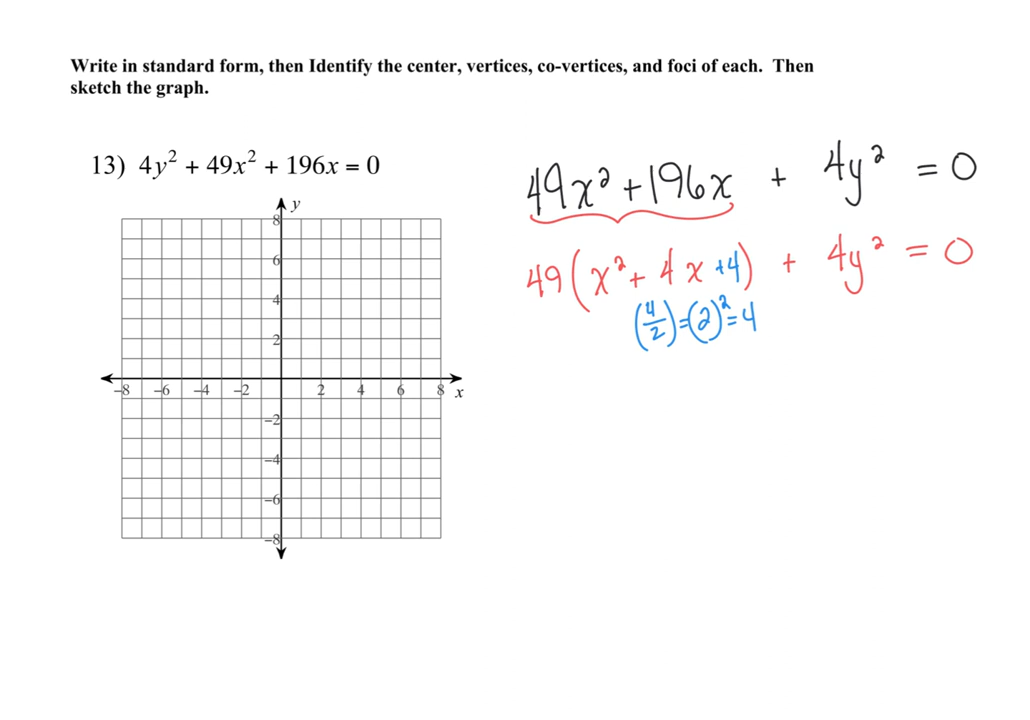 Write in standard form, then Identify the center, vertices, co-vertices, and foci of each. Then
sketch the graph.
13) 4y² + 49x² + 196x = 0
49x² + 196x + 4y² = 0
49(x² + 4x + 4) + 4y² = 0
(4/2) = (2)² = 4
y
8
6
4
2
-8 -6 -4 -2 2 4 6 8 x
-2
-4
-6
-8